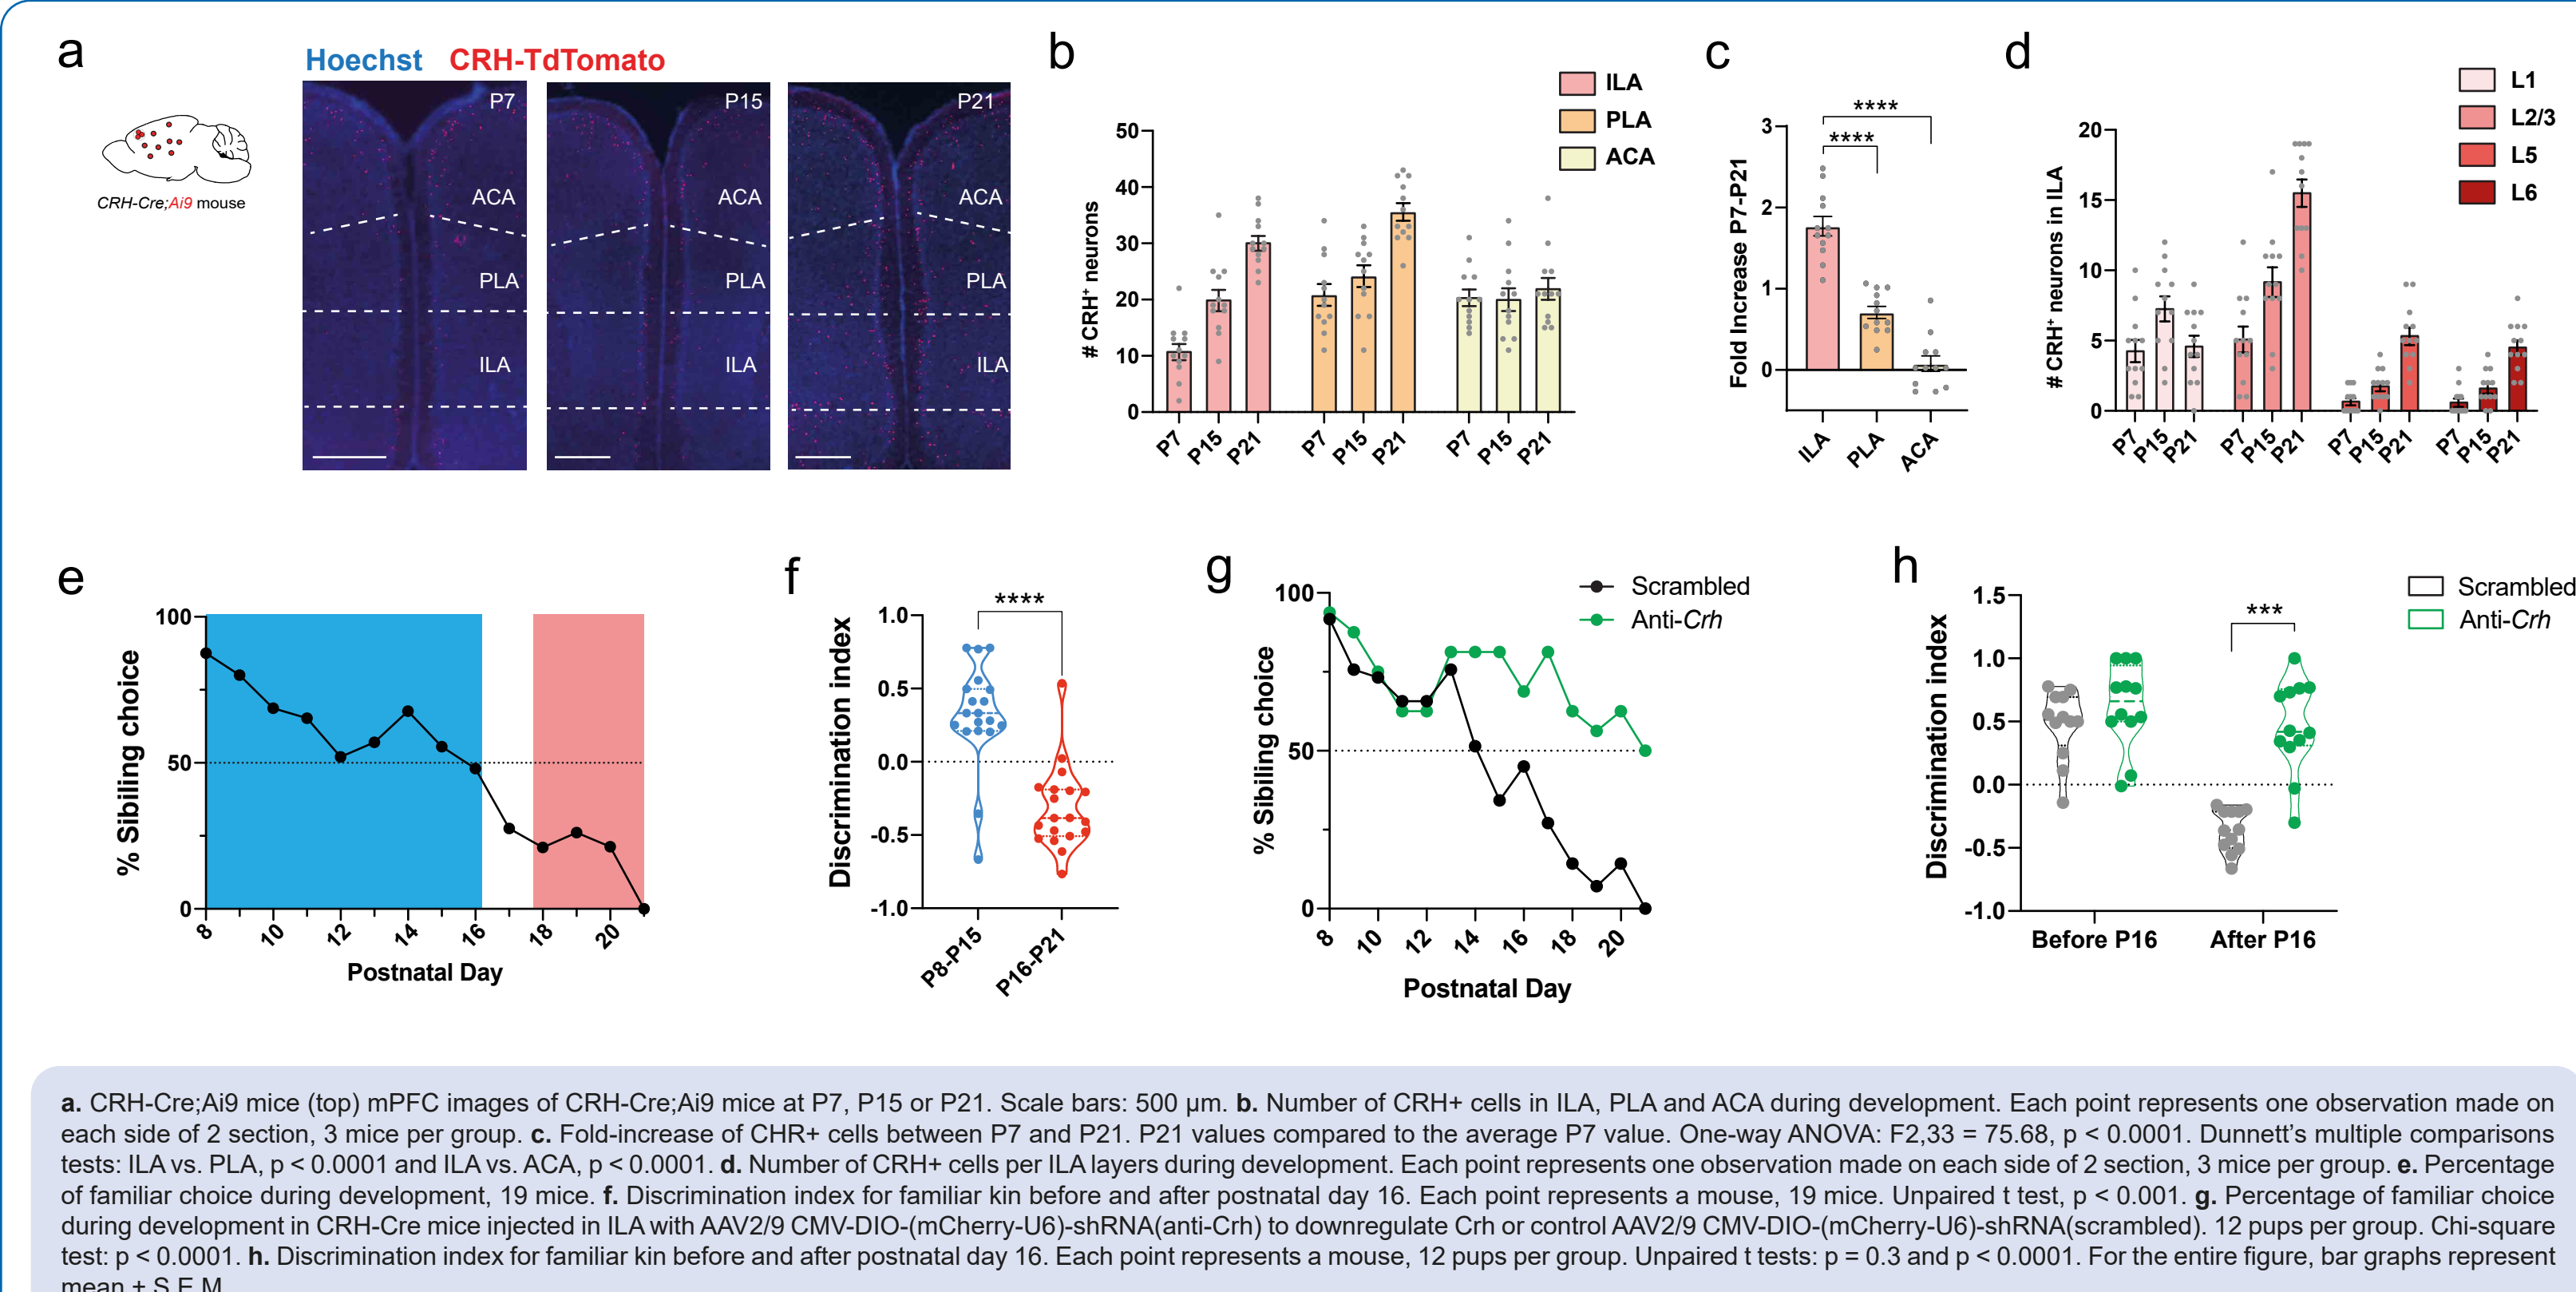 a
Hoechst CRH-TdTomato
P7
P15
P21
ACA
ACA
ACA
PLA
PLA
PLA
ILA
ILA
ILA
CRH-Cre;Ai9 mouse
b
ILA
PLA
ACA
# CRH⁺ neurons
50
40
30
20
10
0
P7 P15 P21 P7 P15 P21 P7 P15 P21
c
Fold Increase P7-P21
****
****
3
2
1
0
ILA PLA ACA
d
L1
L2/3
L5
L6
# CRH⁺ neurons in ILA
20
15
10
5
0
P7 P15 P21 P7 P15 P21 P7 P15 P21 P7 P15 P21
e
% Sibiling choice
100
50
0
8 10 12 14 16 18 20
Postnatal Day
f
Discrimination index
****
1.0
0.5
0.0
-0.5
-1.0
P8-P15 P16-P21
g
Scrambled
Anti-Crh
% Sibiling choice
100
50
0
8 10 12 14 16 18 20
Postnatal Day
h
Scrambled
Anti-Crh
Discrimination index
***
1.5
1.0
0.5
0.0
-0.5
-1.0
Before P16 After P16
a. CRH-Cre;Ai9 mice (top) mPFC images of CRH-Cre;Ai9 mice at P7, P15 or P21. Scale bars: 500 µm. b. Number of CRH+ cells in ILA, PLA and ACA during development. Each point represents one observation made on
each side of 2 section, 3 mice per group. c. Fold-increase of CHR+ cells between P7 and P21. P21 values compared to the average P7 value. One-way ANOVA: F2,33 = 75.68, p < 0.0001. Dunnett’s multiple comparisons
tests: ILA vs. PLA, p < 0.0001 and ILA vs. ACA, p < 0.0001. d. Number of CRH+ cells per ILA layers during development. Each point represents one observation made on each side of 2 section, 3 mice per group. e. Percentage
of familiar choice during development, 19 mice. f. Discrimination index for familiar kin before and after postnatal day 16. Each point represents a mouse, 19 mice. Unpaired t test, p < 0.001. g. Percentage of familiar choice
during development in CRH-Cre mice injected in ILA with AAV2/9 CMV-DIO-(mCherry-U6)-shRNA(anti-Crh) to downregulate Crh or control AAV2/9 CMV-DIO-(mCherry-U6)-shRNA(scrambled). 12 pups per group. Chi-square
test: p < 0.0001. h. Discrimination index for familiar kin before and after postnatal day 16. Each point represents a mouse, 12 pups per group. Unpaired t tests: p = 0.3 and p < 0.0001. For the entire figure, bar graphs represent
mean ± S.E.M.